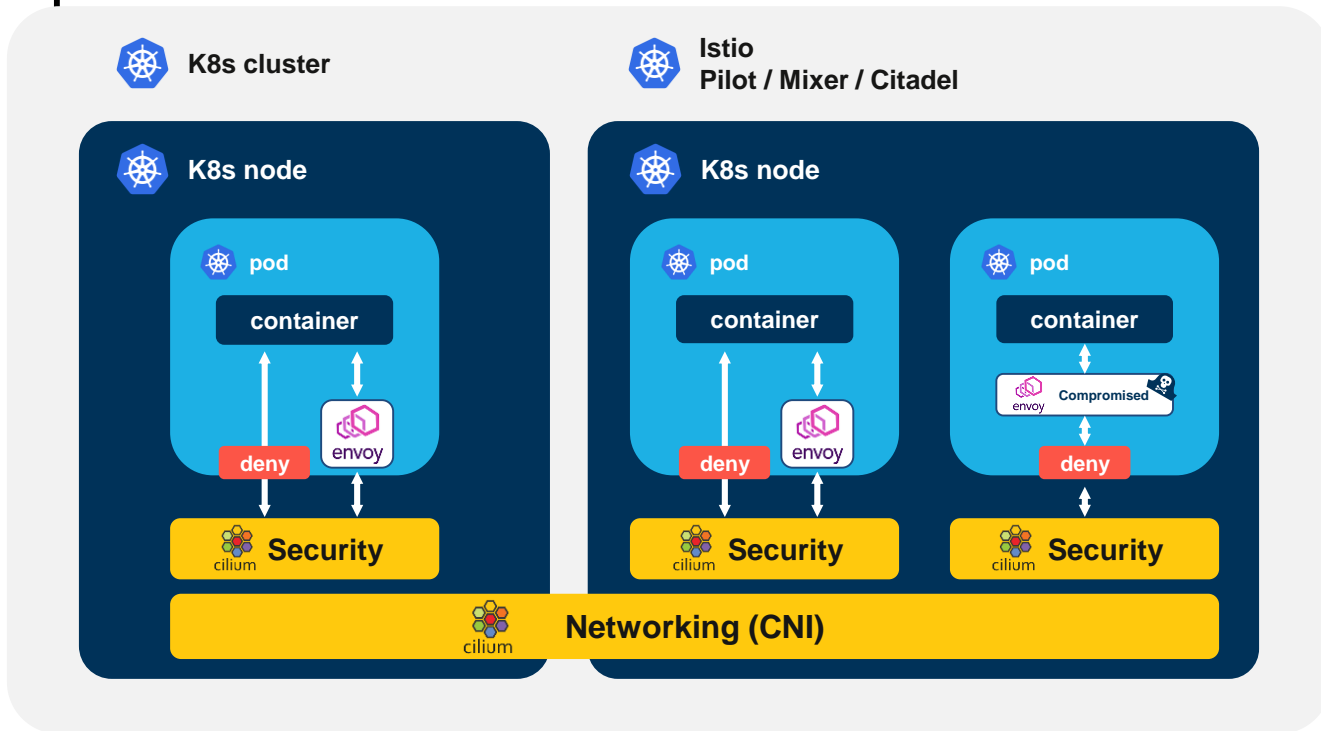 K8s cluster
Istio
Pilot / Mixer / Citadel
K8s node
pod
container
envoy
deny
cilium
Security
K8s node
pod
container
envoy
deny
cilium
Security
pod
container
envoy
Compromised
deny
cilium
Security
cilium
Networking (CNI)